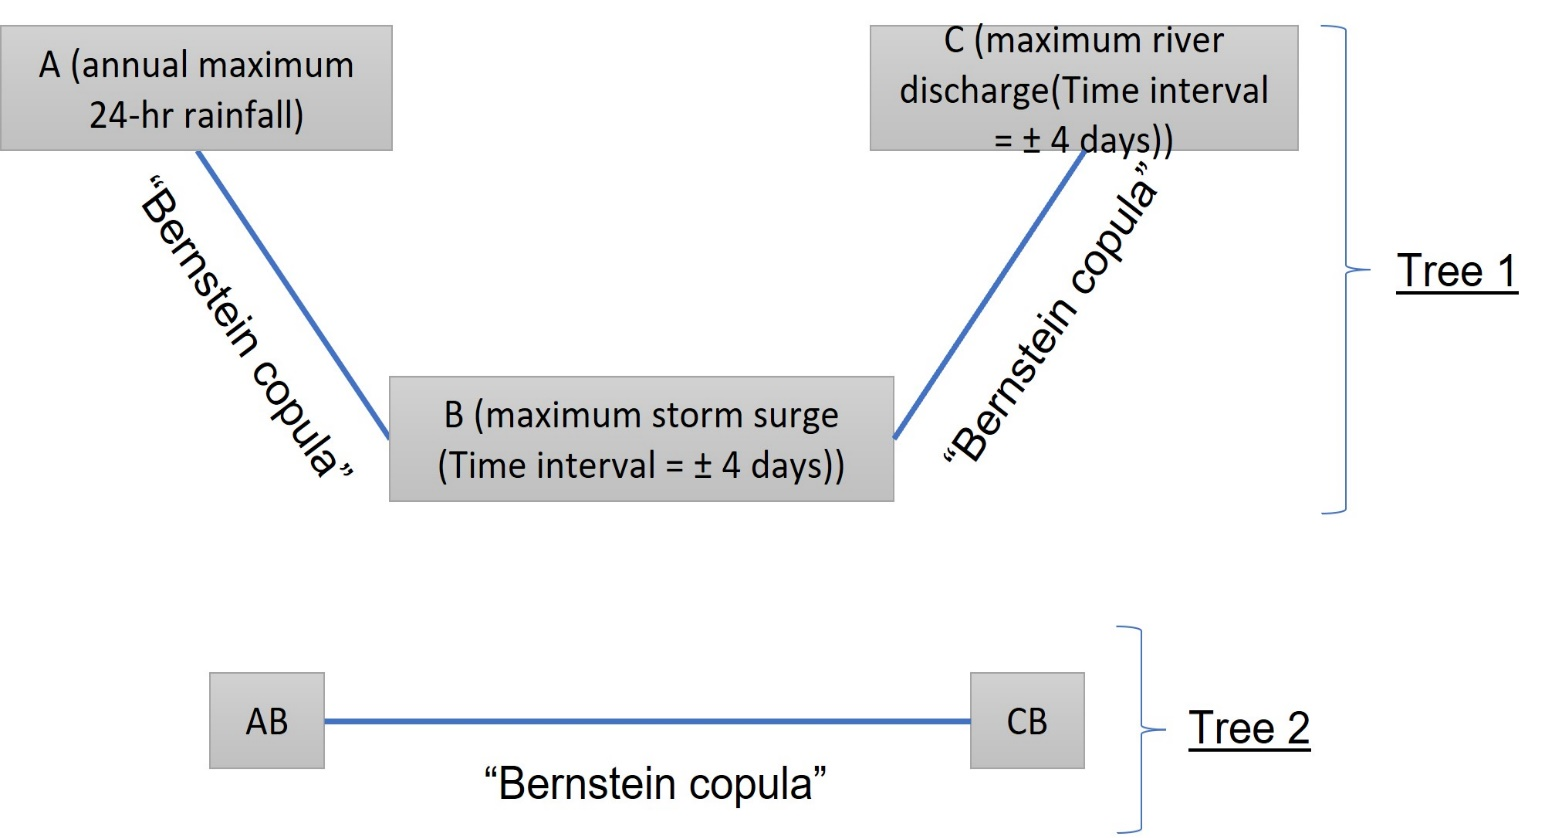 A (annual maximum
24-hr rainfall)
C (maximum river
discharge(Time interval
= ± 4 days))
“Bernstein copula”
“Bernstein copula”
Tree 1
B (maximum storm surge
(Time interval = ± 4 days))
AB
CB
Tree 2
“Bernstein copula”